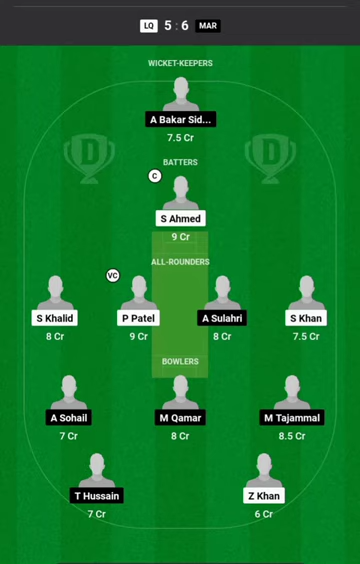 LQ 5 : 6 MAR
WICKET-KEEPERS
A Bakar Sid...
7.5 Cr
BATTERS
C
S Ahmed
9 Cr
ALL-ROUNDERS
VC
S Khalid P Patel A Sulahri S Khan
8 Cr 9 Cr 8 Cr 7.5 Cr
BOWLERS
A Sohail M Qamar M Tajammal
7 Cr 8 Cr 8.5 Cr
T Hussain Z Khan
7 Cr 6 Cr
D D